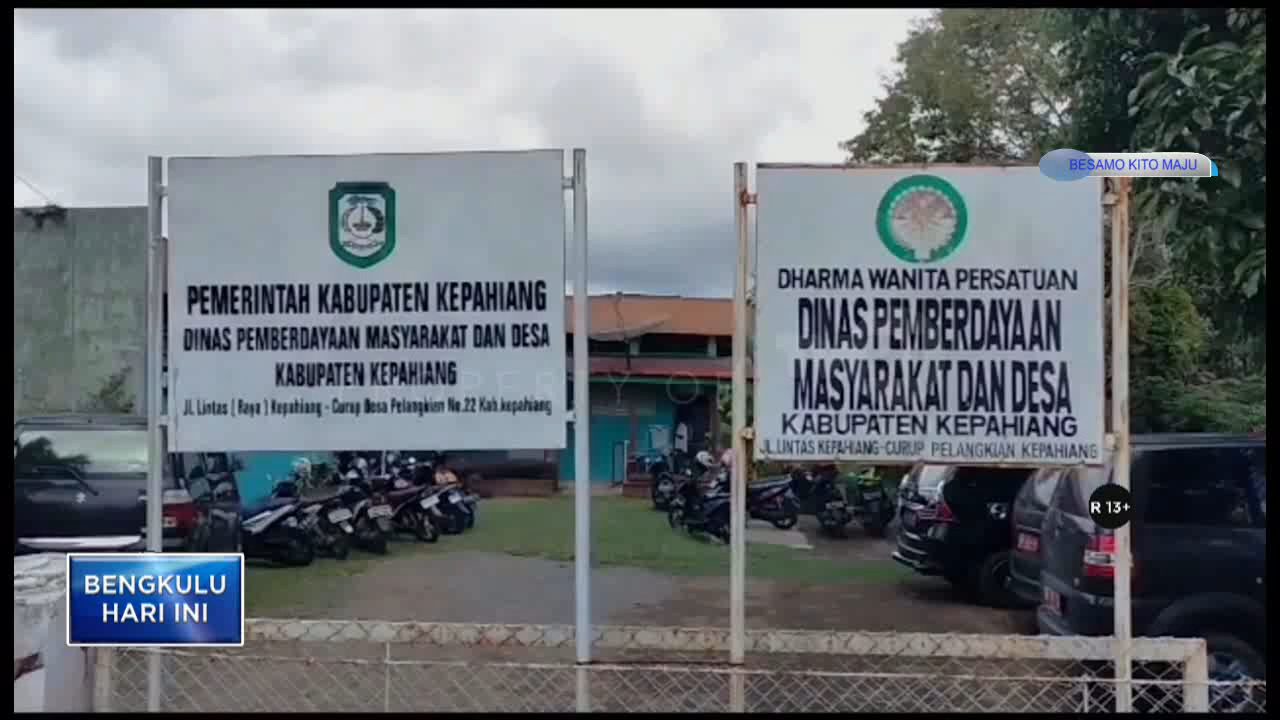 BESAMO KITO MAJU
PEMERINTAH KABUPATEN KEPAHIANG
DINAS PEMBERDAYAAN MASYARAKAT DAN DESA
KABUPATEN KEPAHIANG
JL. Lintas ( Raya ) Kepahiang - Curup Desa Pelangkian No.22 Kab.kepahiang
DHARMA WANITA PERSATUAN
DINAS PEMBERDAYAAN
MASYARAKAT DAN DESA
KABUPATEN KEPAHIANG
JL LINTAS KEPAHIANG-CURUP PELANGKIAN KEPAHIANG
R 13+
BENGKULU
HARI INI